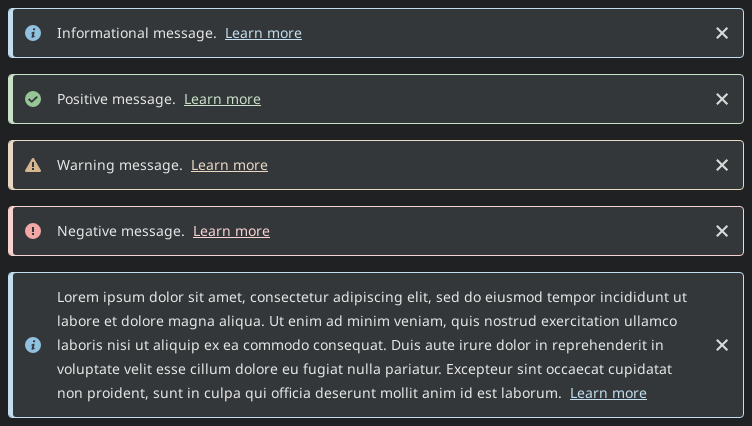 Informational message. Learn more
Positive message. Learn more
Warning message. Learn more
Negative message. Learn more
Lorem ipsum dolor sit amet, consectetur adipiscing elit, sed do eiusmod tempor incididunt ut
labore et dolore magna aliqua. Ut enim ad minim veniam, quis nostrud exercitation ullamco
laboris nisi ut aliquip ex ea commodo consequat. Duis aute irure dolor in reprehenderit in
voluptate velit esse cillum dolore eu fugiat nulla pariatur. Excepteur sint occaecat cupidatat
non proident, sunt in culpa qui officia deserunt mollit anim id est laborum. Learn more